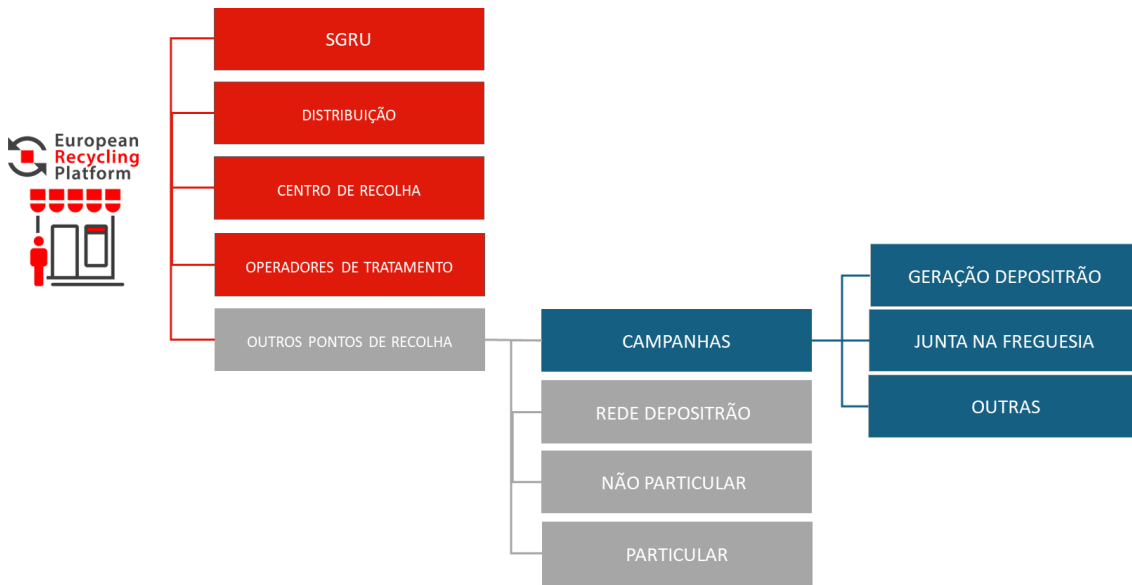 European
Recycling
Platform
SGRU
DISTRIBUIÇÃO
CENTRO DE RECOLHA
OPERADORES DE TRATAMENTO
OUTROS PONTOS DE RECOLHA
CAMPANHAS
REDE DEPOSITRÃO
NÃO PARTICULAR
PARTICULAR
GERAÇÃO DEPOSITRÃO
JUNTA NA FREGUESIA
OUTRAS